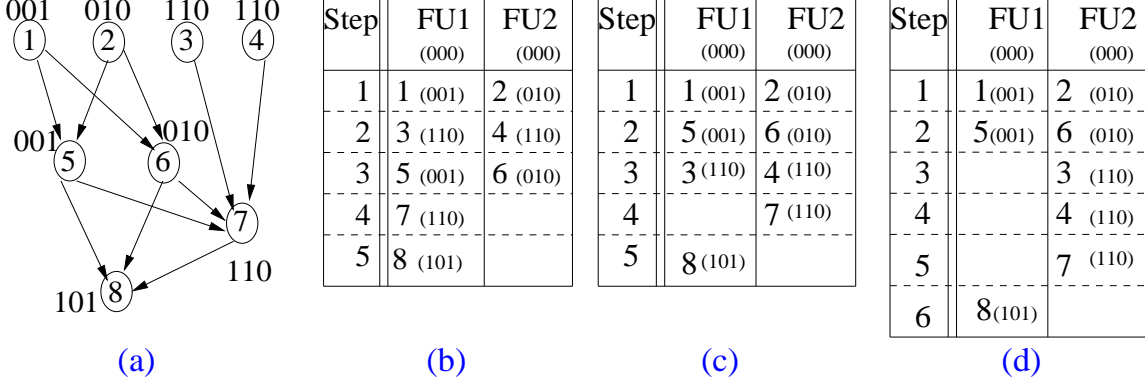 001 010 110 110
1 2 3 4
001 5 6 010
7
110
101 8
(a)
Step FU1 FU2
(000) (000)
1 1 (001) 2 (010)
2 3 (110) 4 (110)
3 5 (001) 6 (010)
4 7 (110)
5 8 (101)
(b)
Step FU1 FU2
(000) (000)
1 1 (001) 2 (010)
2 5 (001) 6 (010)
3 3 (110) 4 (110)
4 7 (110)
5 8 (101)
(c)
Step FU1 FU2
(000) (000)
1 1 (001) 2 (010)
2 5 (001) 6 (010)
3 3 (110)
4 4 (110)
5 7 (110)
6 8 (101)
(d)